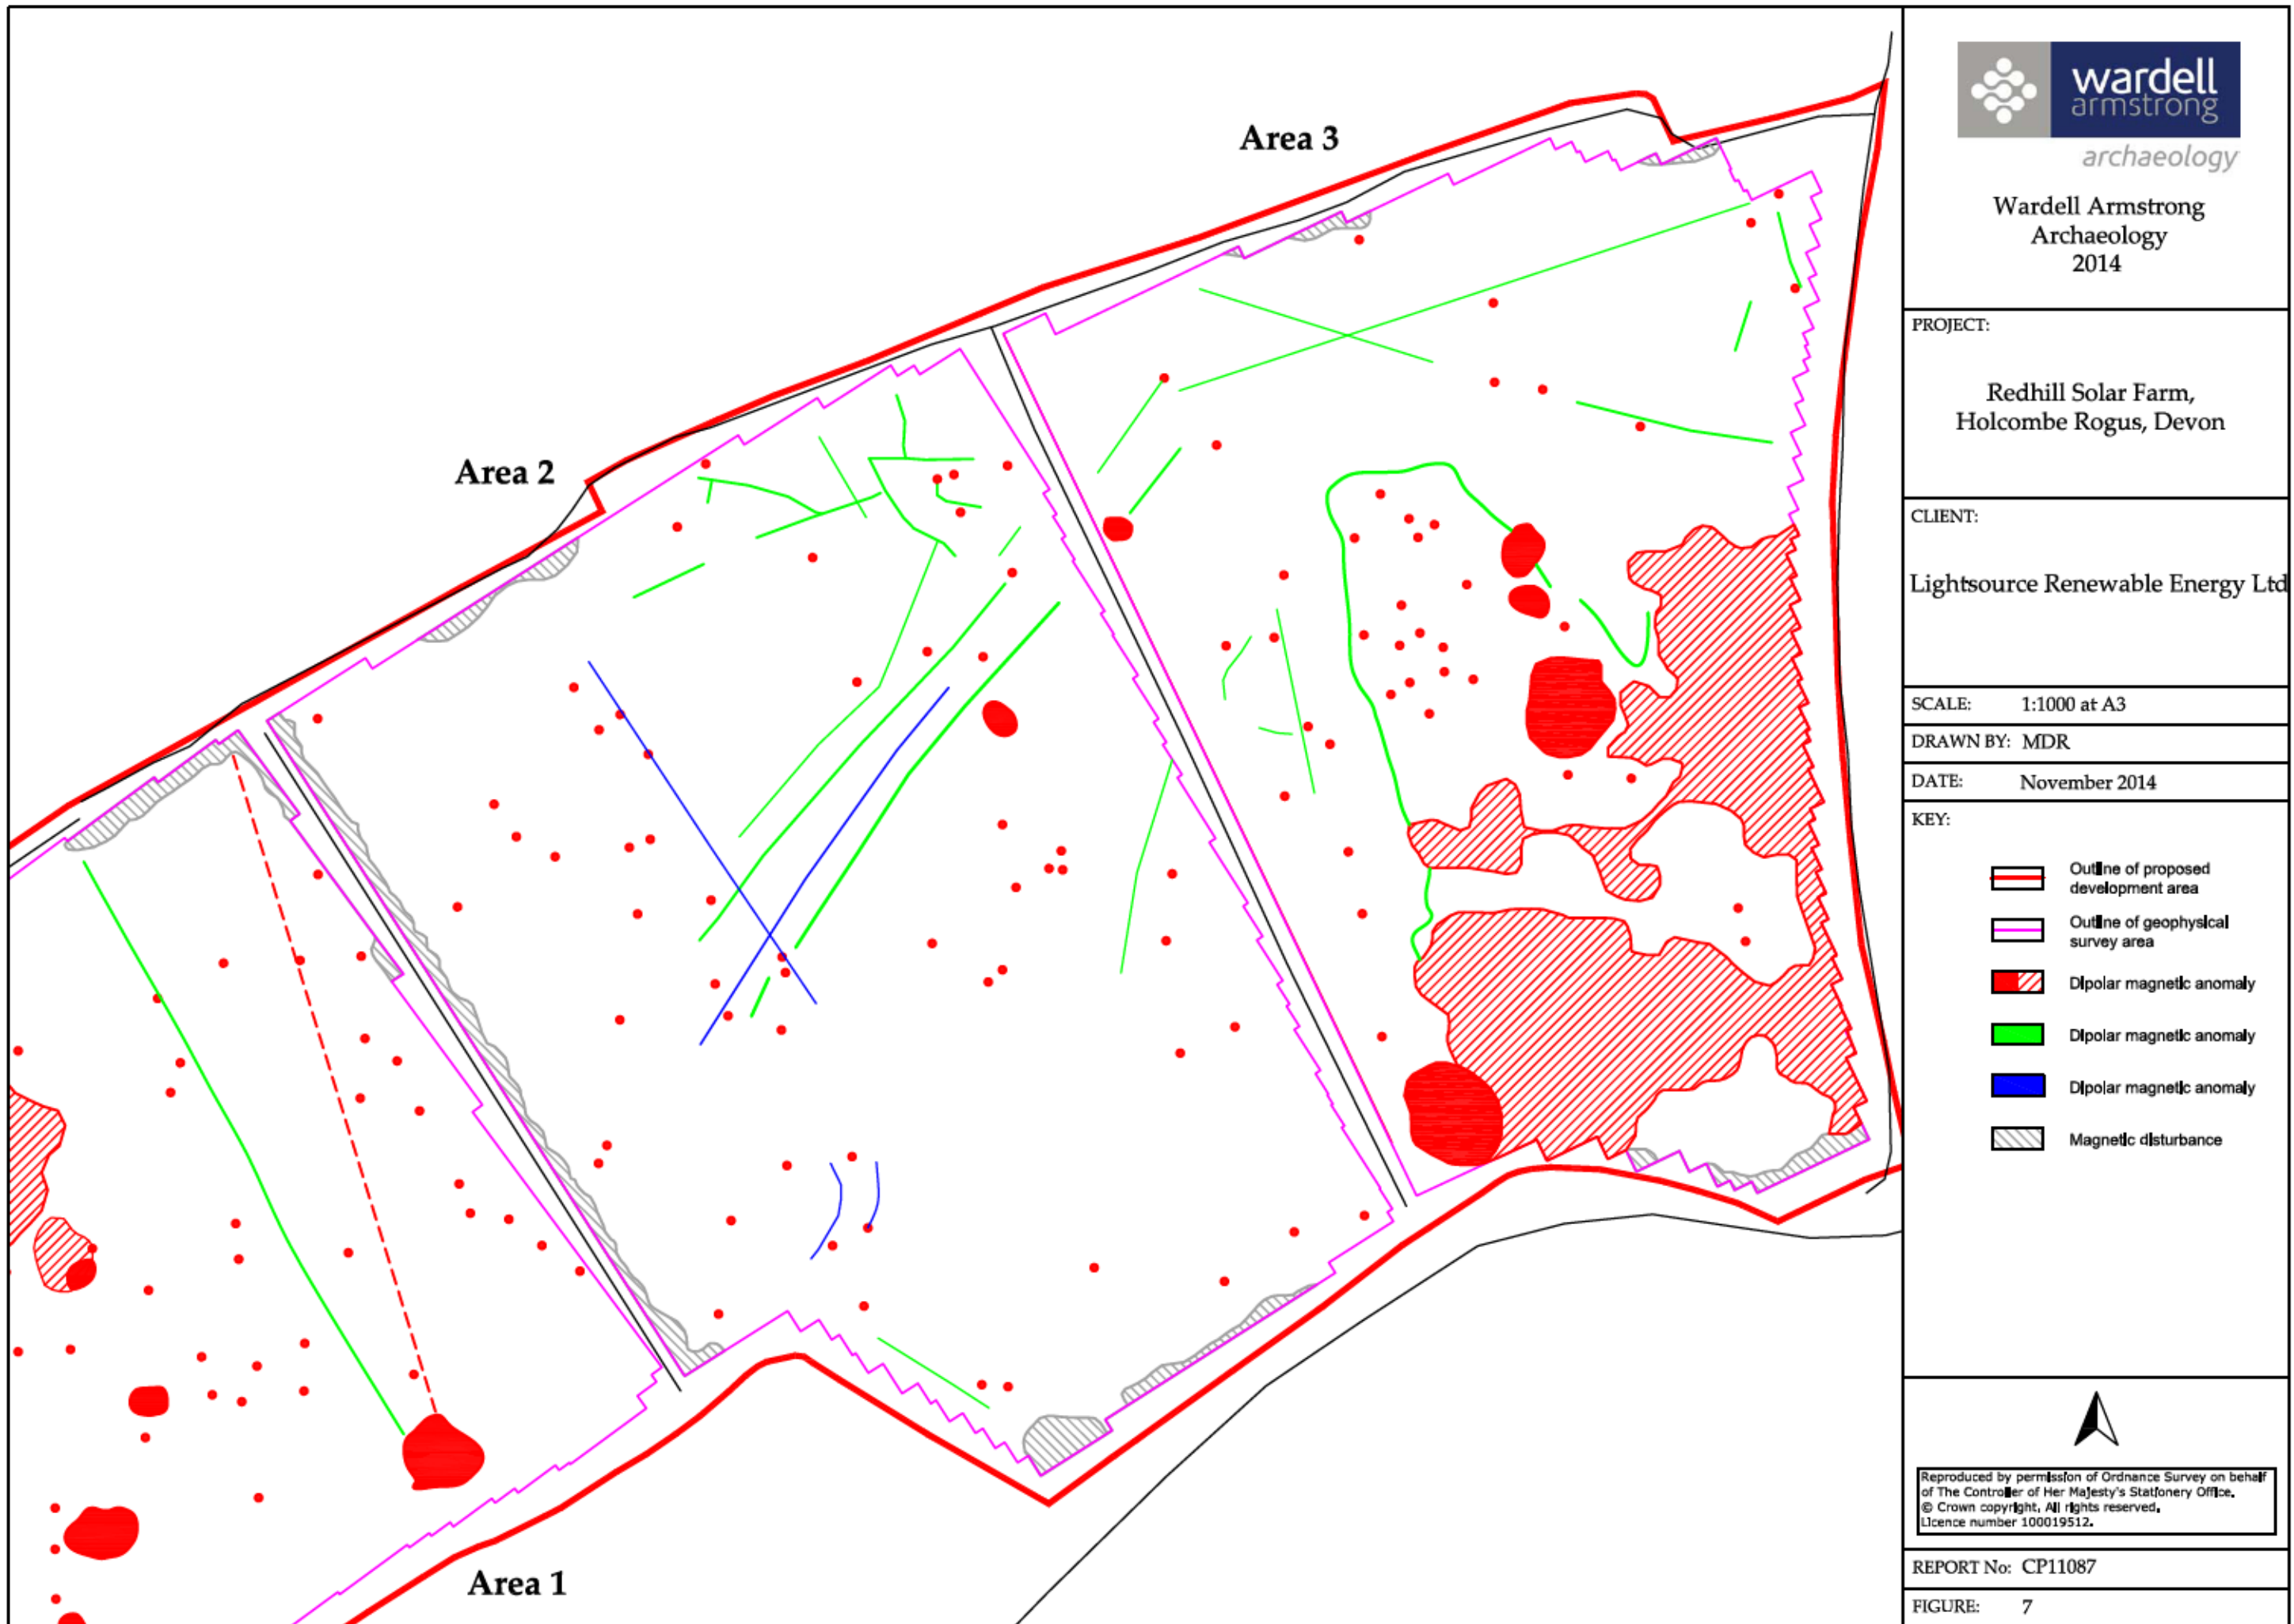 Area 3
Area 2
Area 1
wardell
armstrong
archaeology
Wardell Armstrong
Archaeology
2014
PROJECT:
Redhill Solar Farm,
Holcombe Rogus, Devon
CLIENT:
Lightsource Renewable Energy Ltd
SCALE: 1:1000 at A3
DRAWN BY: MDR
DATE: November 2014
KEY:
Outline of proposed
development area
Outline of geophysical
survey area
Dipolar magnetic anomaly
Dipolar magnetic anomaly
Dipolar magnetic anomaly
Magnetic disturbance
Reproduced by permission of Ordnance Survey on behalf
of The Controller of Her Majesty's Stationery Office.
© Crown copyright, All rights reserved.
Licence number 100019512.
REPORT No: CP11087
FIGURE: 7